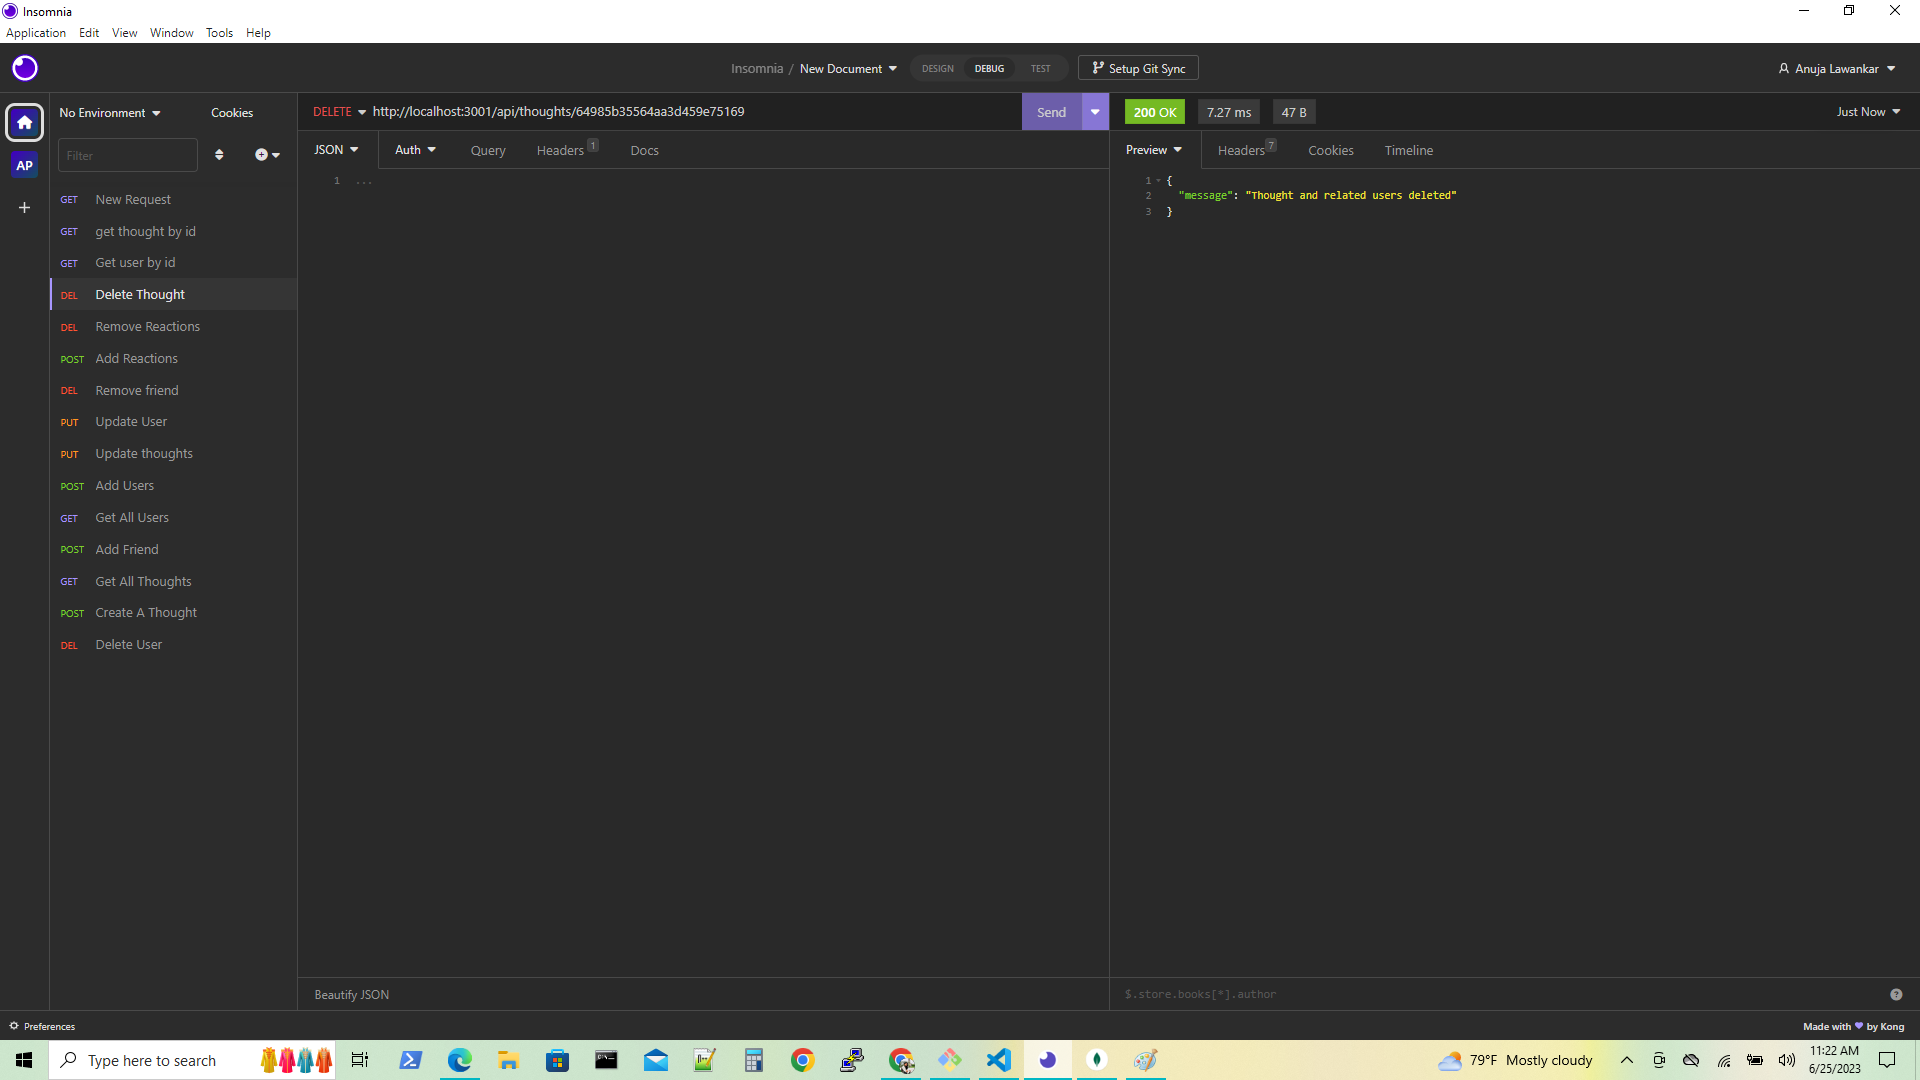 Insomnia
Application Edit View Window Tools Help
Insomnia / New Document DESIGN DEBUG TEST Setup Git Sync Anuja Lawankar
No Environment Cookies
DELETE http://localhost:3001/api/thoughts/64985b35564aa3d459e75169 Send
200 OK 7.27 ms 47 B Just Now
Filter
JSON Auth Query Headers 1 Docs
Preview Headers 7 Cookies Timeline
AP
1 ...
1 {
2 "message": "Thought and related users deleted"
3 }
GET New Request
GET get thought by id
GET Get user by id
DEL Delete Thought
DEL Remove Reactions
POST Add Reactions
DEL Remove friend
PUT Update User
PUT Update thoughts
POST Add Users
GET Get All Users
POST Add Friend
GET Get All Thoughts
POST Create A Thought
DEL Delete User
Beautify JSON
$.store.books[*].author
Preferences
Made with by Kong
Type here to search
79°F Mostly cloudy
11:22 AM
6/25/2023